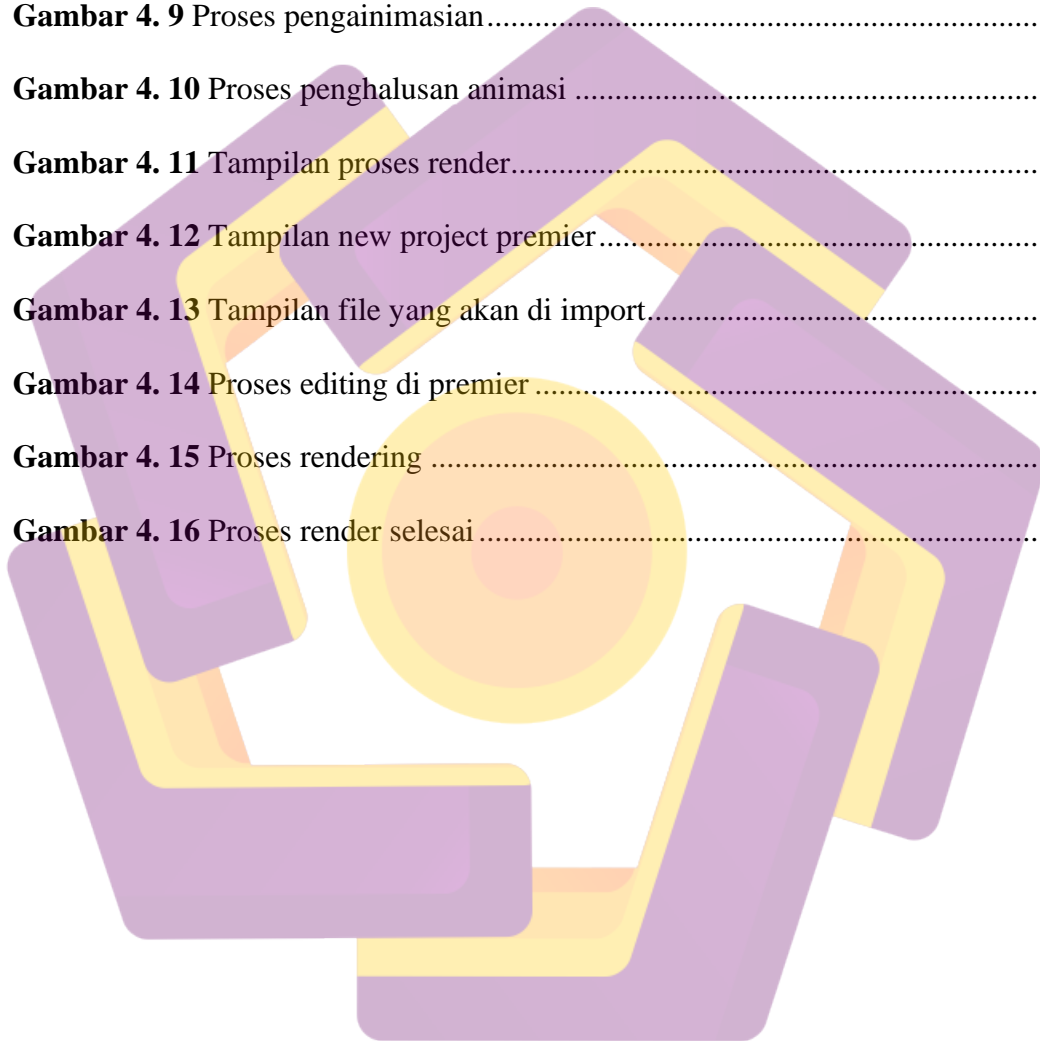 Gambar 4. 9 Proses pengainimasian........................................................................
Gambar 4. 10 Proses penghalusan animasi ............................................................
Gambar 4. 11 Tampilan proses render.....................................................................
Gambar 4. 12 Tampilan new project premier..........................................................
Gambar 4. 13 Tampilan file yang akan di import....................................................
Gambar 4. 14 Proses editing di premier ..................................................................
Gambar 4. 15 Proses rendering ...............................................................................
Gambar 4. 16 Proses render selesai .........................................................................